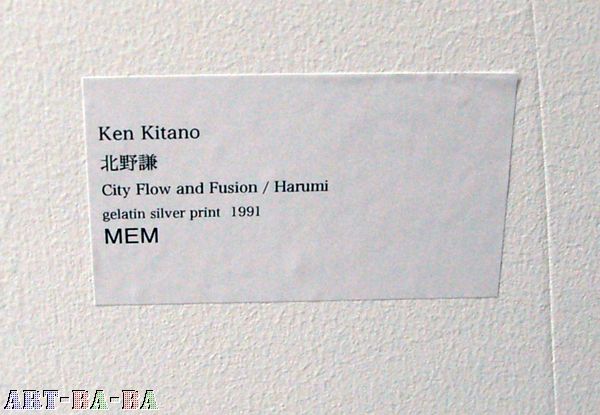 Ken Kitano
北野謙
City Flow and Fusion / Harumi
gelatin silver print 1991
MEM
ART-BA-BA